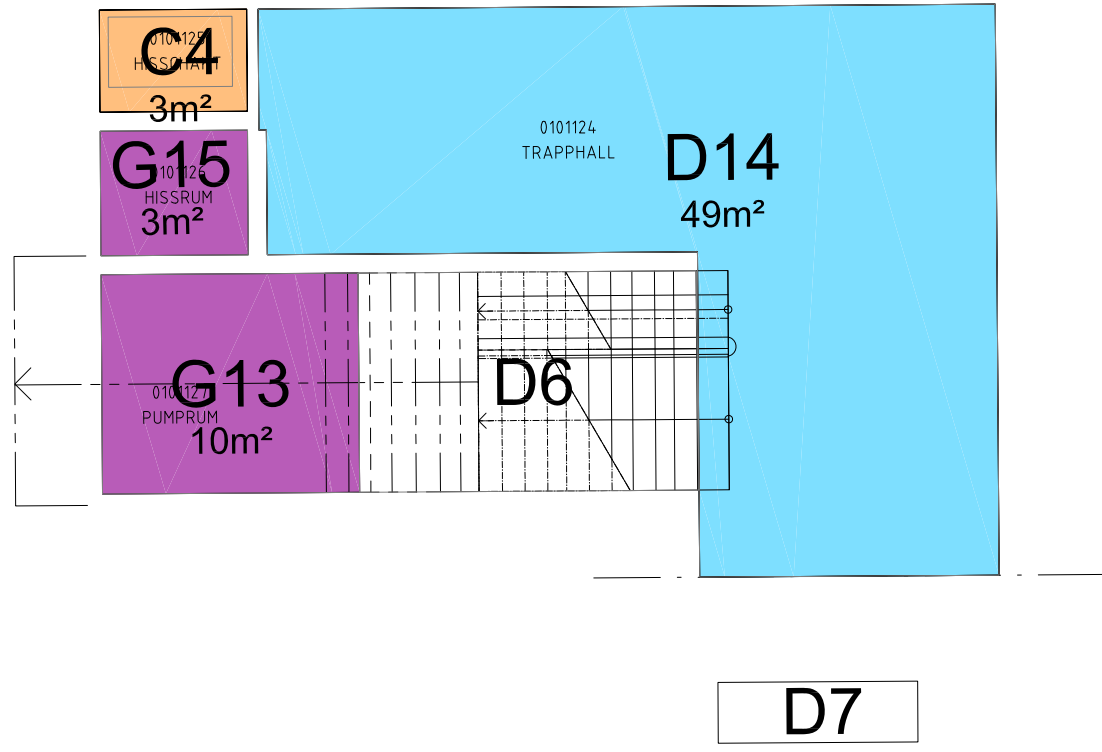 0101125
C4
HISSCHAKT
3m²
G15
0101126
HISSRUM
3m²
0101124
TRAPPHALL
D14
49m²
G13
0101127
PUMPRUM
10m²
D6
D7